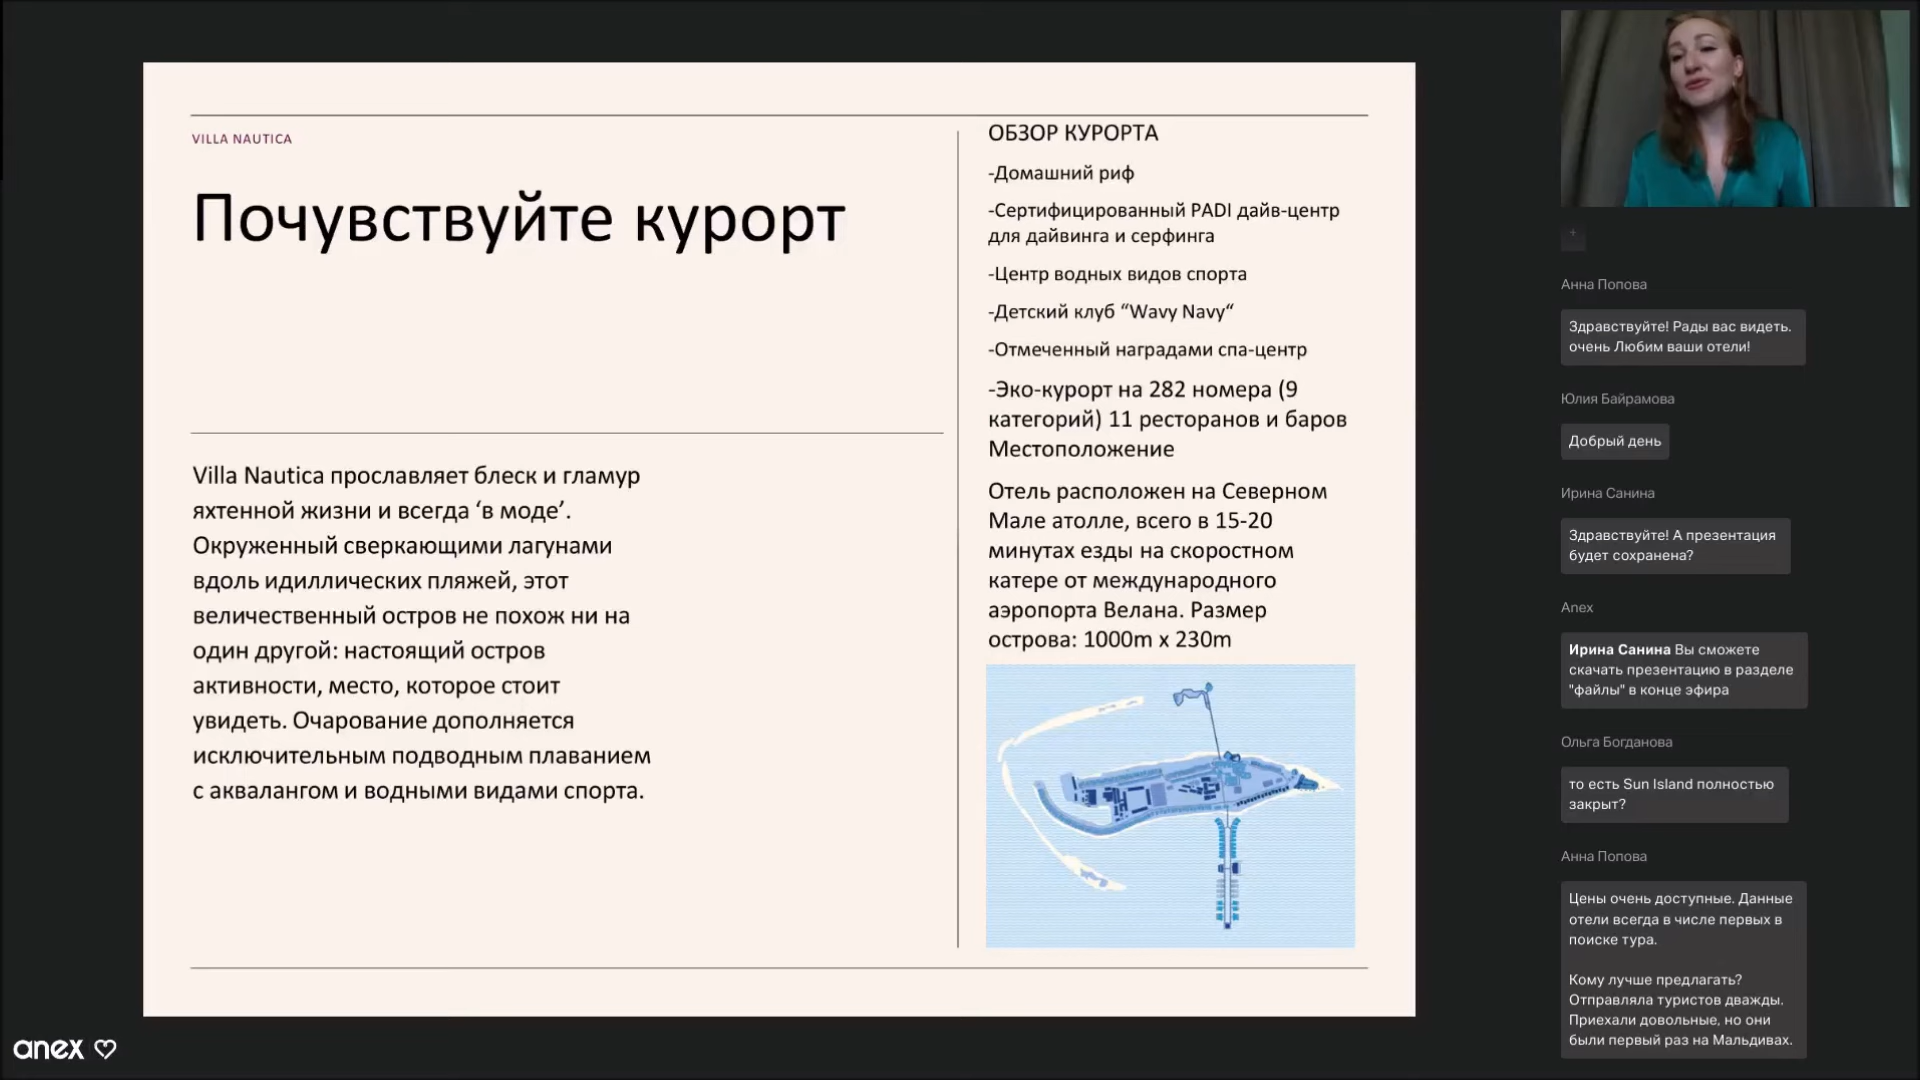 VILLA NAUTICA
Почувствуйте курорт
Villa Nautica прославляет блеск и гламур
яхтенной жизни и всегда ‘в моде’.
Окруженный сверкающими лагунами
вдоль идиллических пляжей, этот
величественный остров не похож ни на
один другой: настоящий остров
активности, место, которое стоит
увидеть. Очарование дополняется
исключительным подводным плаванием
с аквалангом и водными видами спорта.
ОБЗОР КУРОРТА
-Домашний риф
-Сертифицированный PADI дайв-центр
для дайвинга и серфинга
-Центр водных видов спорта
-Детский клуб “Wavy Navy“
-Отмеченный наградами спа-центр
-Эко-курорт на 282 номера (9
категорий) 11 ресторанов и баров
Местоположение
Отель расположен на Северном
Мале атолле, всего в 15-20
минутах езды на скоростном
катере от международного
аэропорта Велана. Размер
острова: 1000m x 230m
anex
+
Анна Попова
Здравствуйте! Рады вас видеть.
очень Любим ваши отели!
Юлия Байрамова
Добрый день
Ирина Санина
Здравствуйте! А презентация
будет сохранена?
Anex
Ирина Санина Вы сможете
скачать презентацию в разделе
"файлы" в конце эфира
Ольга Богданова
то есть Sun Island полностью
закрыт?
Анна Попова
Цены очень доступные. Данные
отели всегда в числе первых в
поиске тура.
Кому лучше предлагать?
Отправляла туристов дважды.
Приехали довольные, но они
были первый раз на Мальдивах.